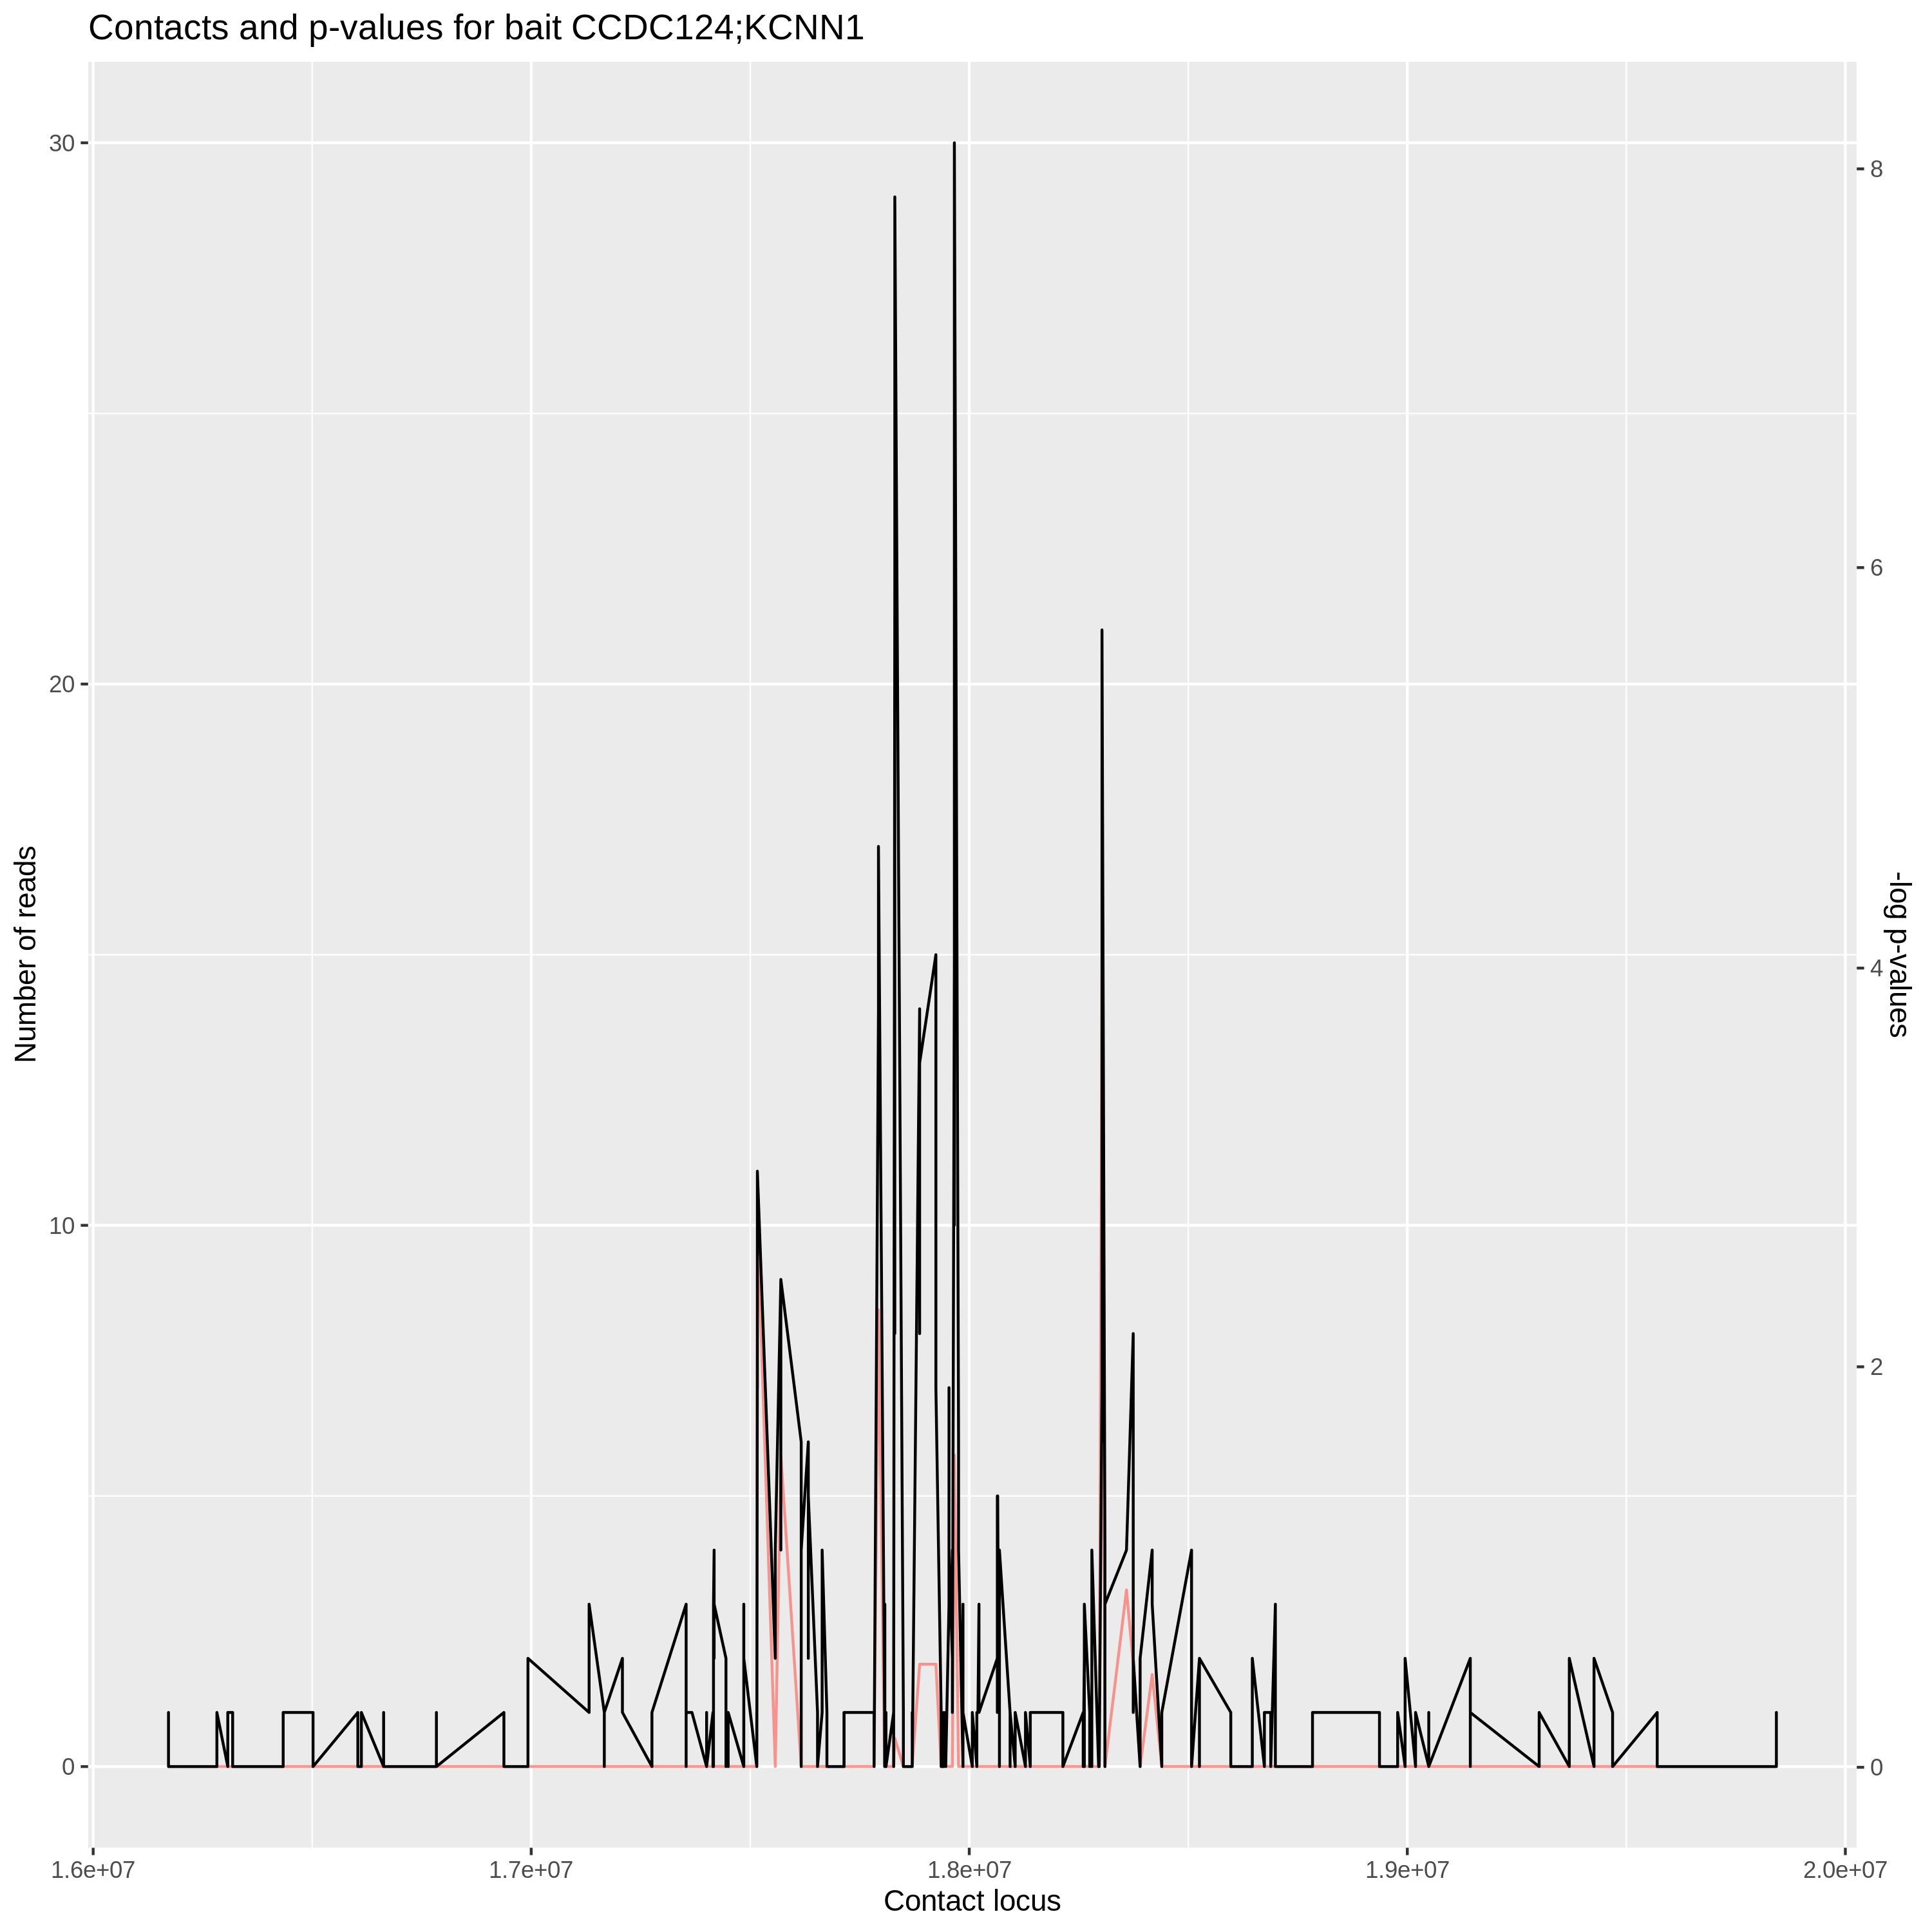 Contacts and p-values for bait CCDC124;KCNN1
30
20
10
0
Number of reads
8
6
4
2
0
-log p-values
1.6e+07 1.7e+07 1.8e+07 1.9e+07 2.0e+07
Contact locus